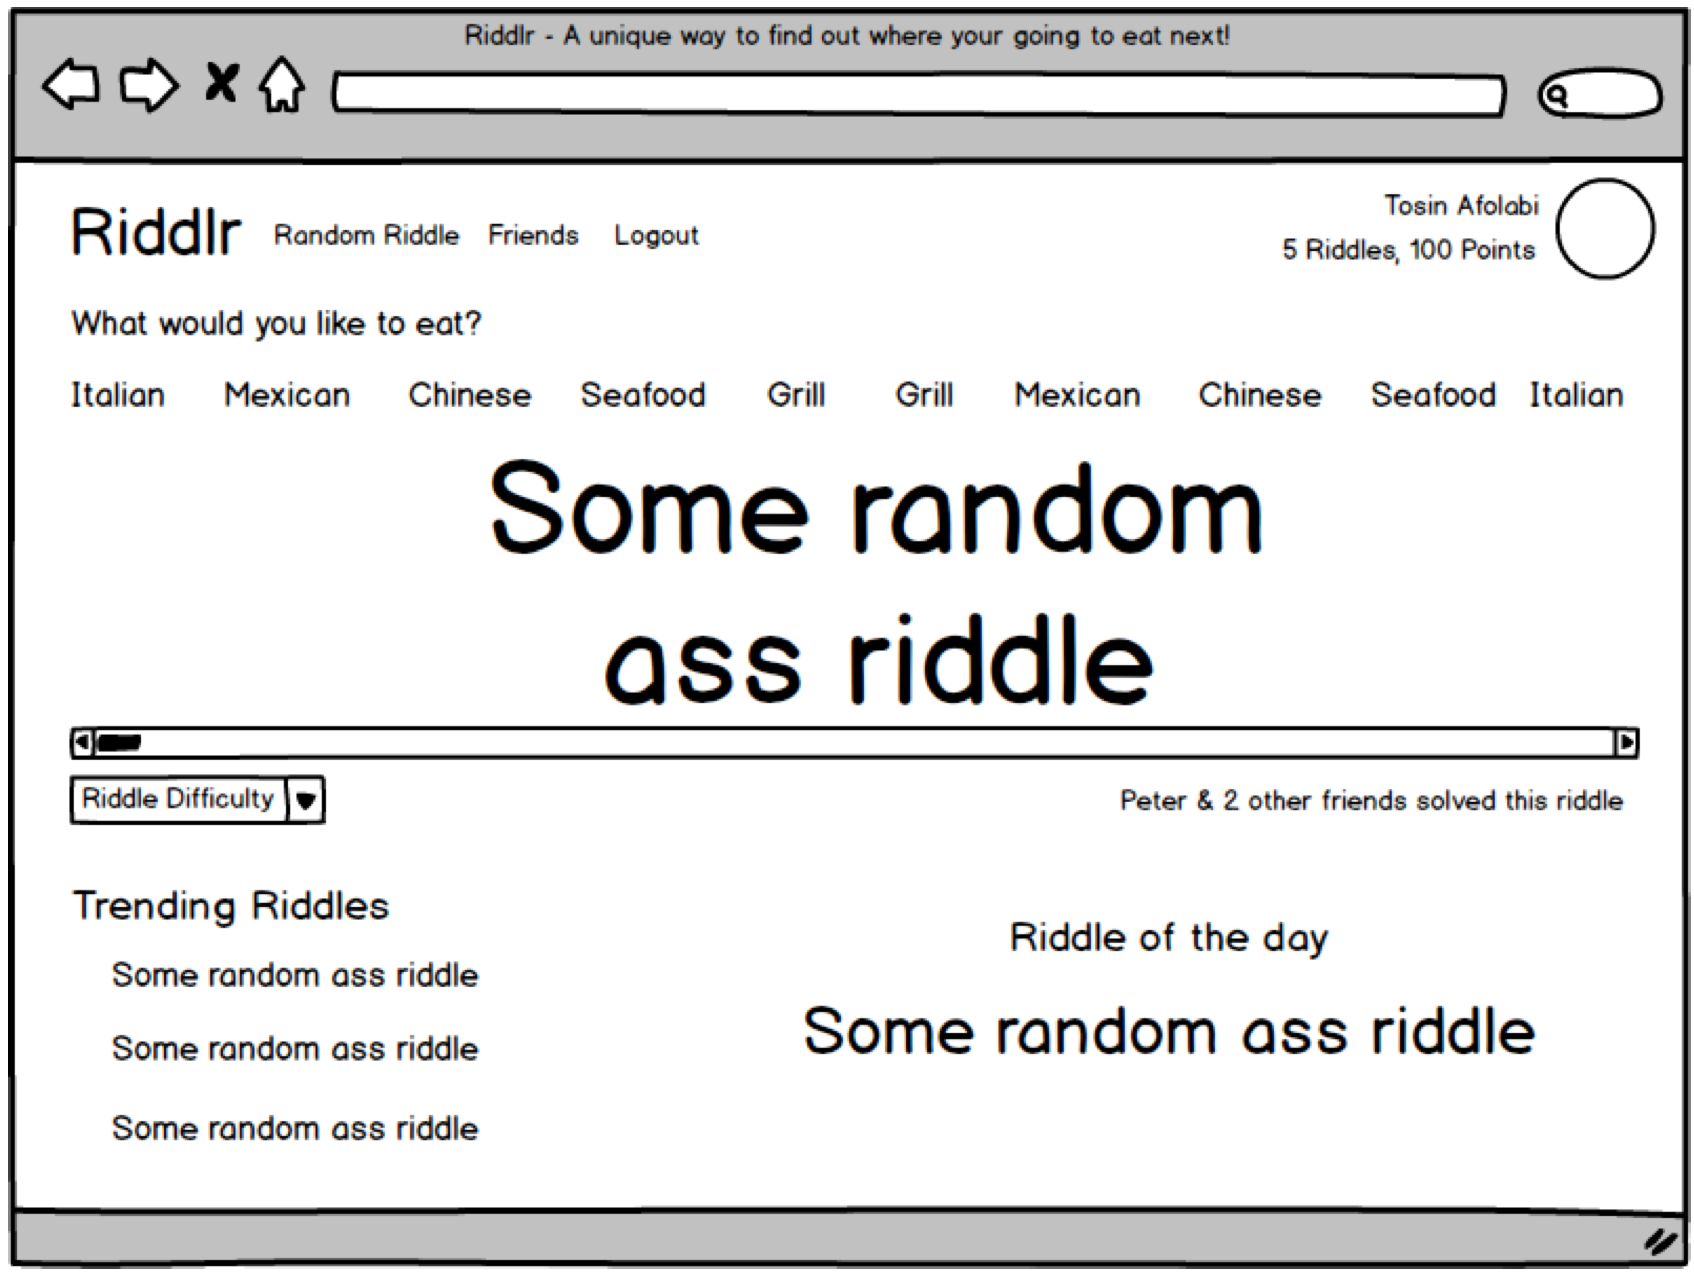 Riddlr - A unique way to find out where your going to eat next!
Riddlr Random Riddle Friends Logout
Tosin Afolabi
5 Riddles, 100 Points
What would you like to eat?
Italian Mexican Chinese Seafood Grill Grill Mexican Chinese Seafood Italian
Some random
ass riddle
Riddle Difficulty
Peter & 2 other friends solved this riddle
Trending Riddles
Some random ass riddle
Some random ass riddle
Some random ass riddle
Riddle of the day
Some random ass riddle